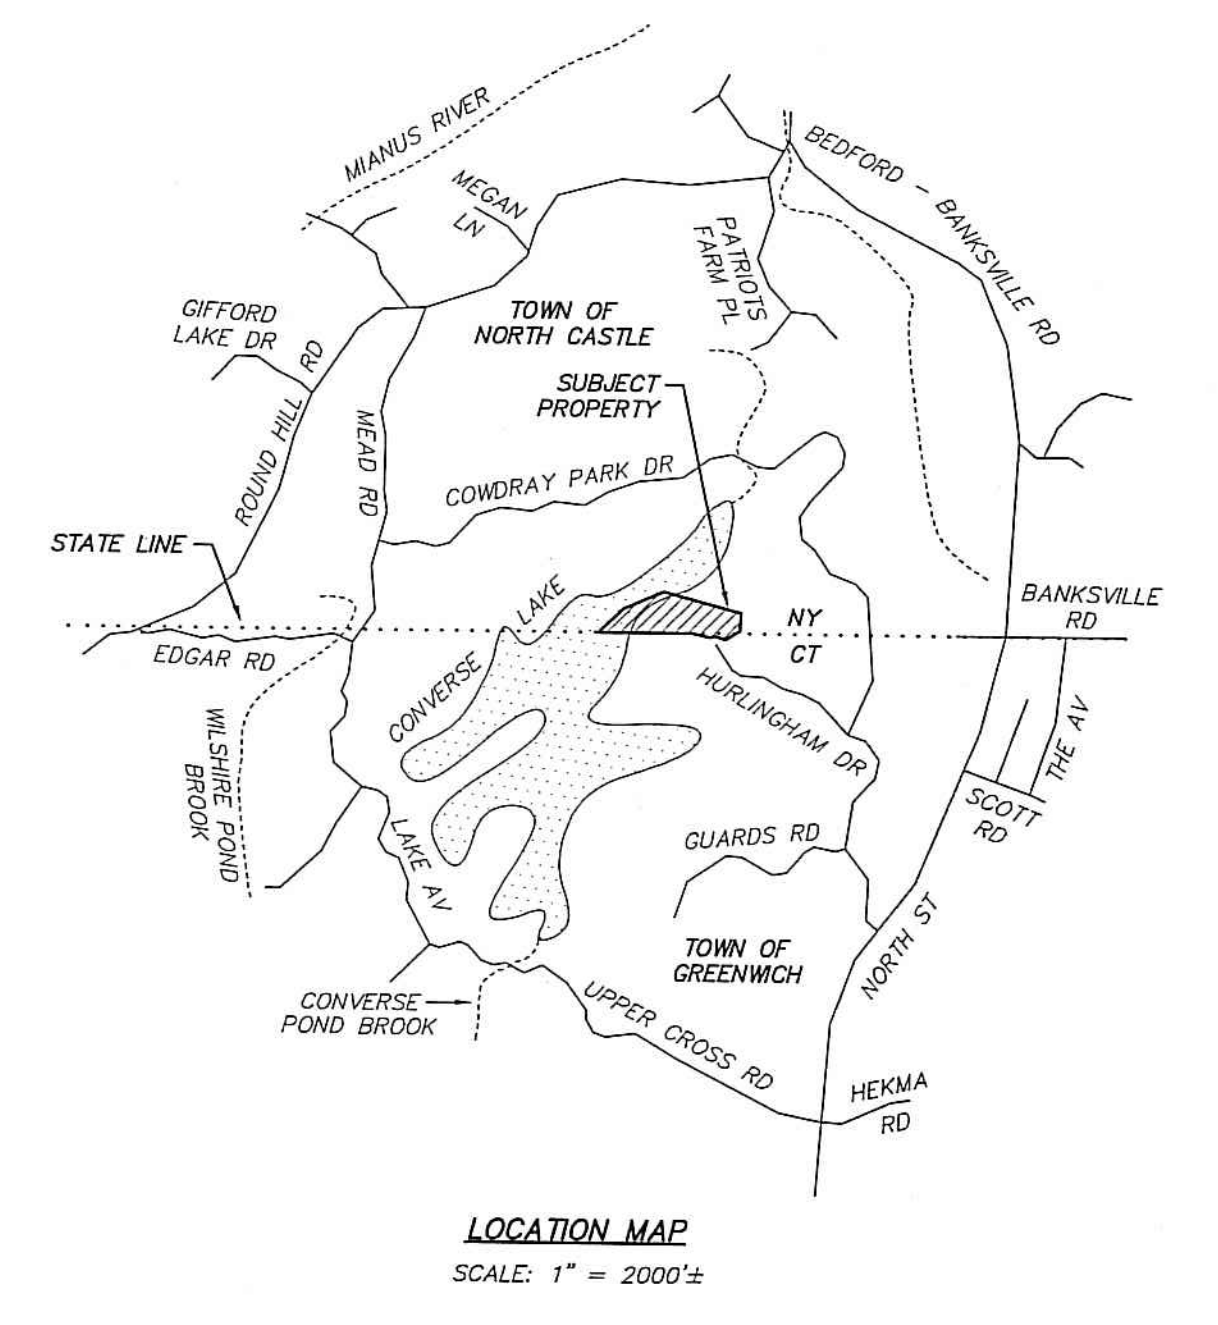 MIANUS RIVER
MEGAN
LN
BEDFORD - BANKSVILLE RD
PATRIOTS
FARM PL
GIFFORD
LAKE DR
ROUND HILL RD
TOWN OF
NORTH CASTLE
SUBJECT
PROPERTY
MEAD RD
COWDRAY PARK DR
STATE LINE
CONVERSE LAKE
NY
CT
BANKSVILLE
RD
EDGAR RD
HURLINGHAM DR
WILSHIRE POND
BROOK
THE AV
SCOTT
RD
LAKE AV
GUARDS RD
NORTH ST
TOWN OF
GREENWICH
CONVERSE
POND BROOK
UPPER CROSS RD
HEKMA
RD
LOCATION MAP
SCALE: 1" = 2000'±